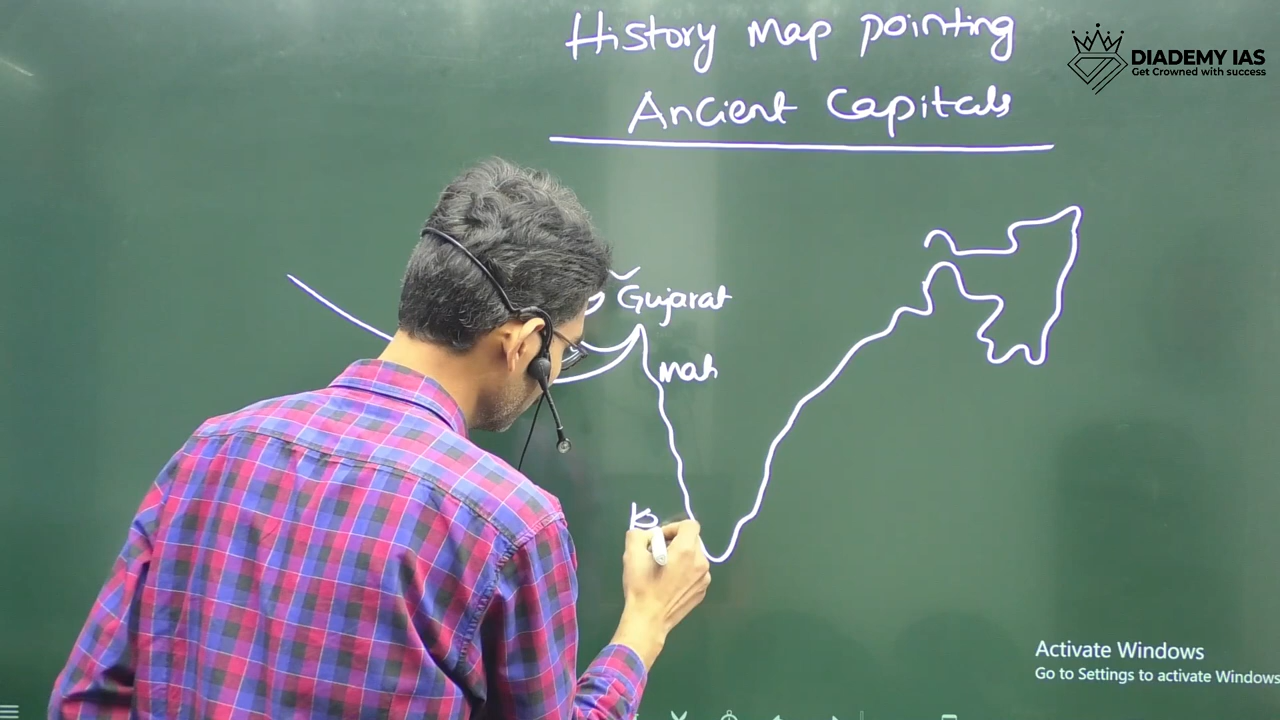 History Map pointing
Ancient Capitals
DIADEMY IAS
Get Crowned with success
Gujarat
mah
Activate Windows
Go to Settings to activate Windows